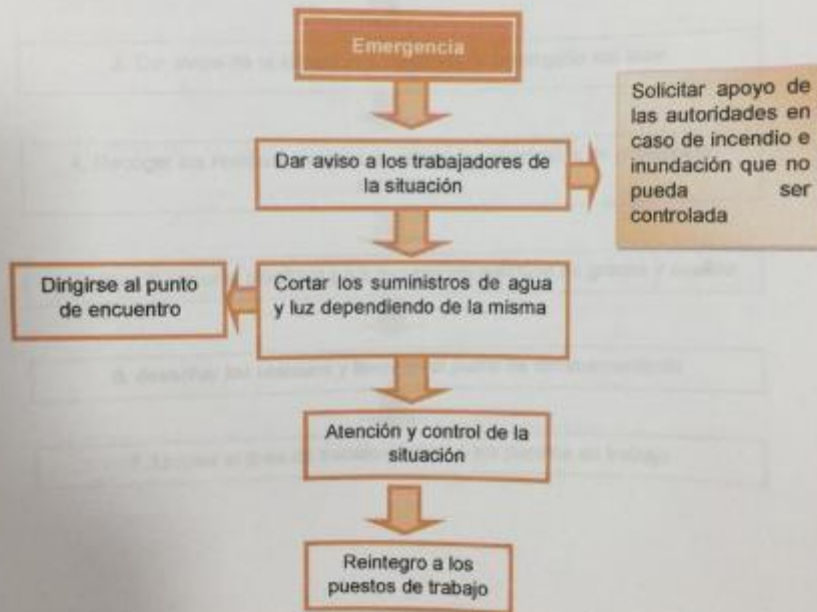 Emergencia
Solicitar apoyo de
las autoridades en
caso de incendio e
inundación que no
pueda ser
controlada
Dar aviso a los trabajadores de
la situación
Dirigirse al punto
de encuentro
Cortar los suministros de agua
y luz dependiendo de la misma
Atención y control de la
situación
Reintegro a los
puestos de trabajo